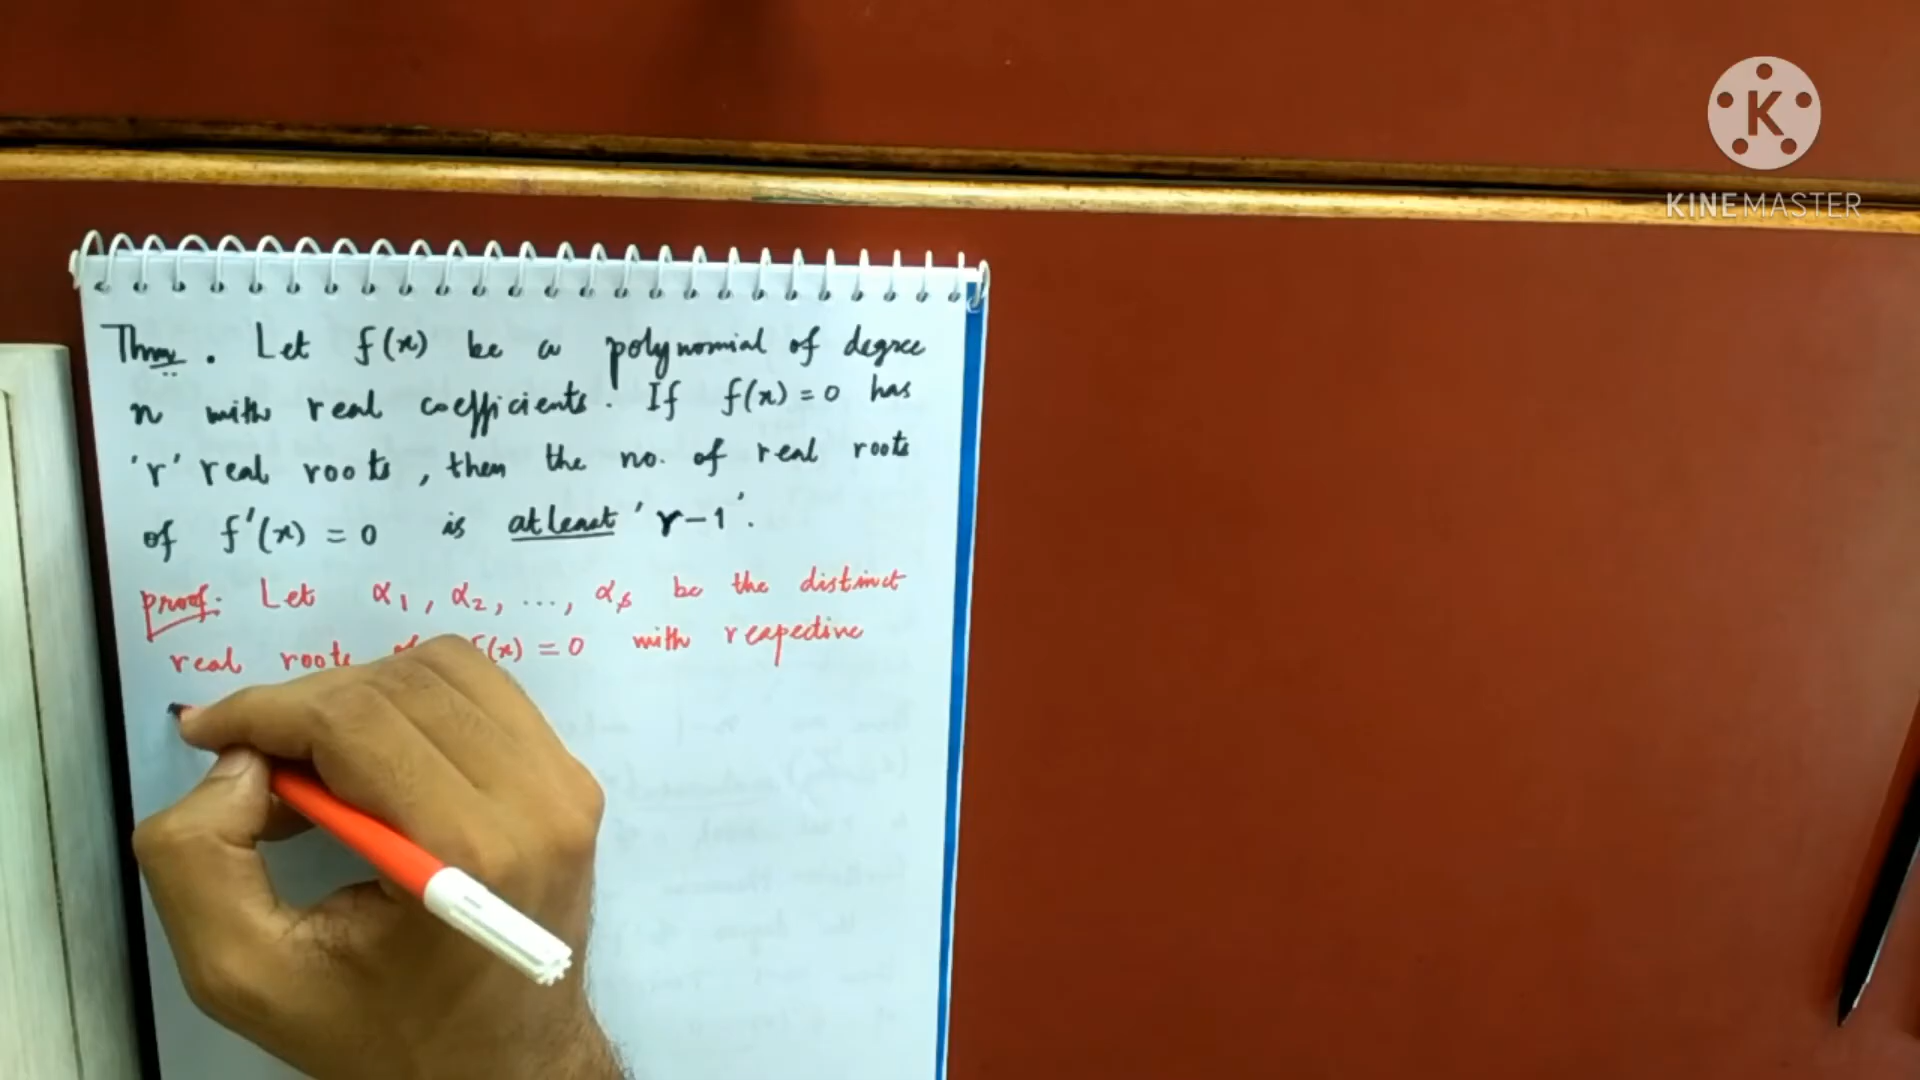 KINEMASTER
Thm. Let f(x) be a polynomial of degree
n with real coefficients. If f(x) = 0 has
'r' real roots, then the no. of real roots
of f'(x) = 0 is atleast 'r-1'.
Proof: Let α₁, α₂, ..., αₛ be the distinct
real roots of f(x) = 0 with respective